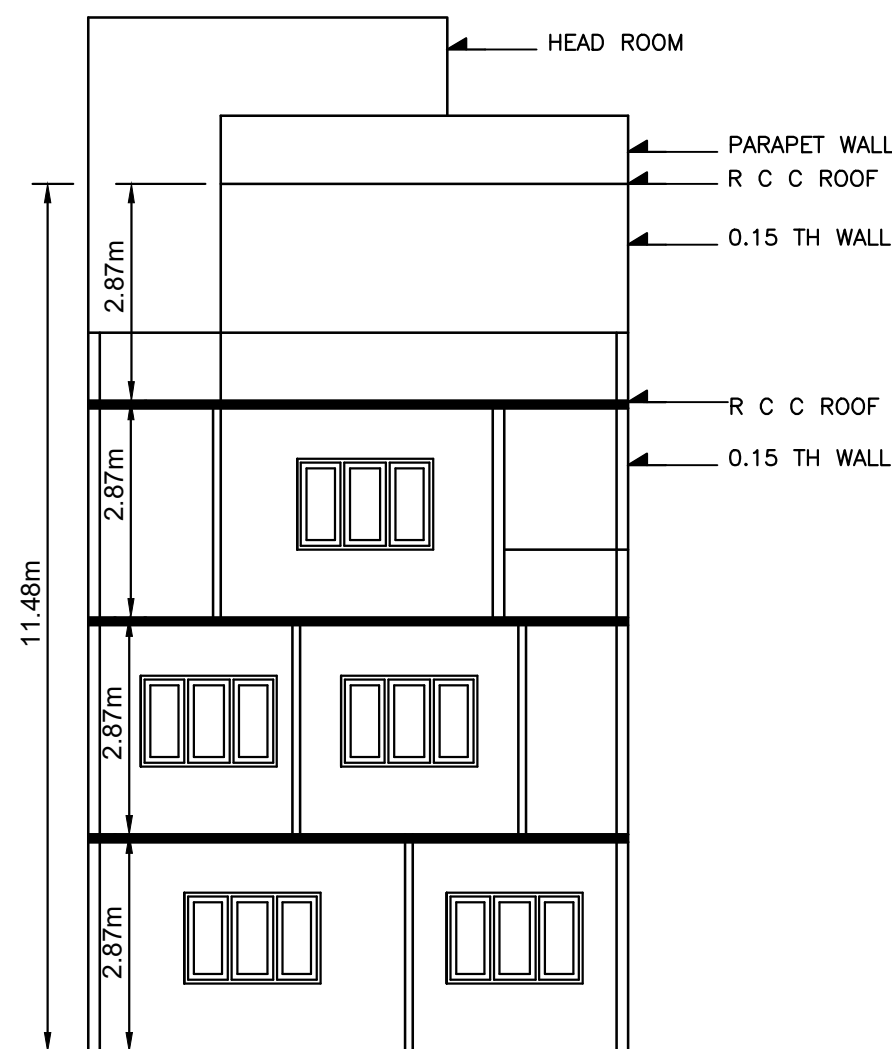 HEAD ROOM
PARAPET WALL
R C C ROOF
0.15 TH WALL
2.87m
R C C ROOF
0.15 TH WALL
2.87m
11.48m
2.87m
2.87m